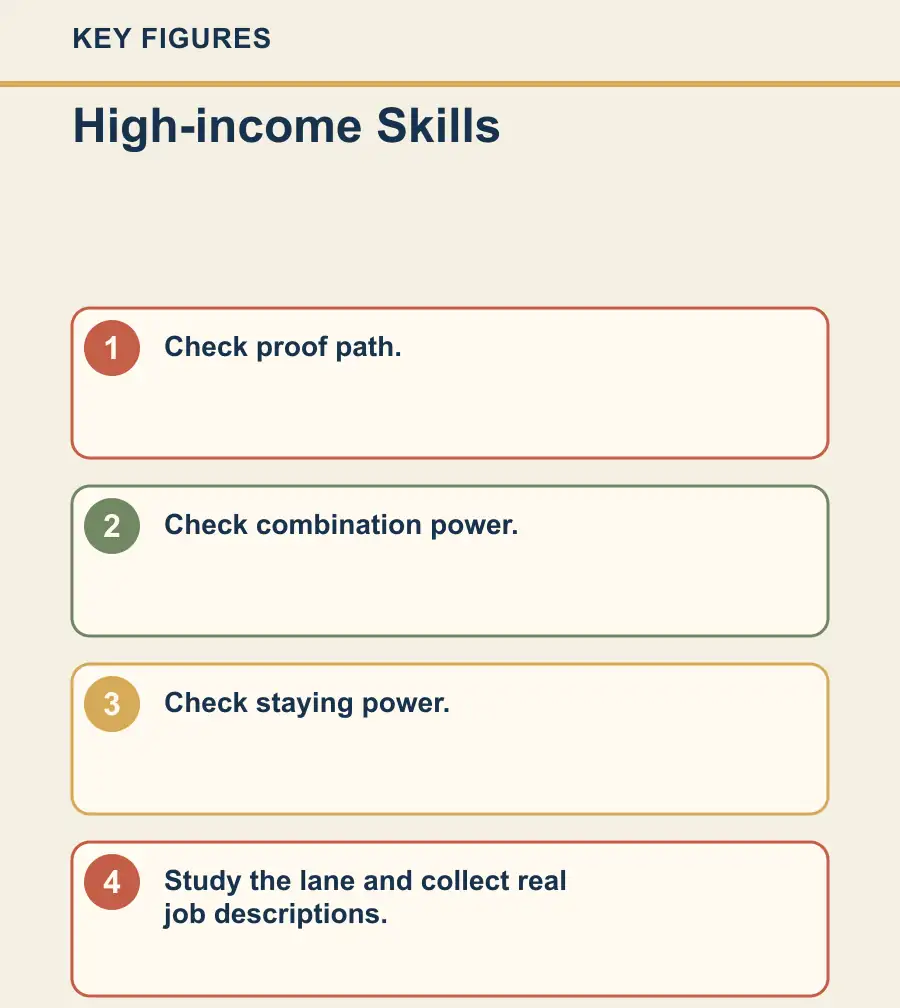 KEY FIGURES
High-income Skills
1
Check proof path.
2
Check combination power.
3
Check staying power.
4
Study the lane and collect real
job descriptions.